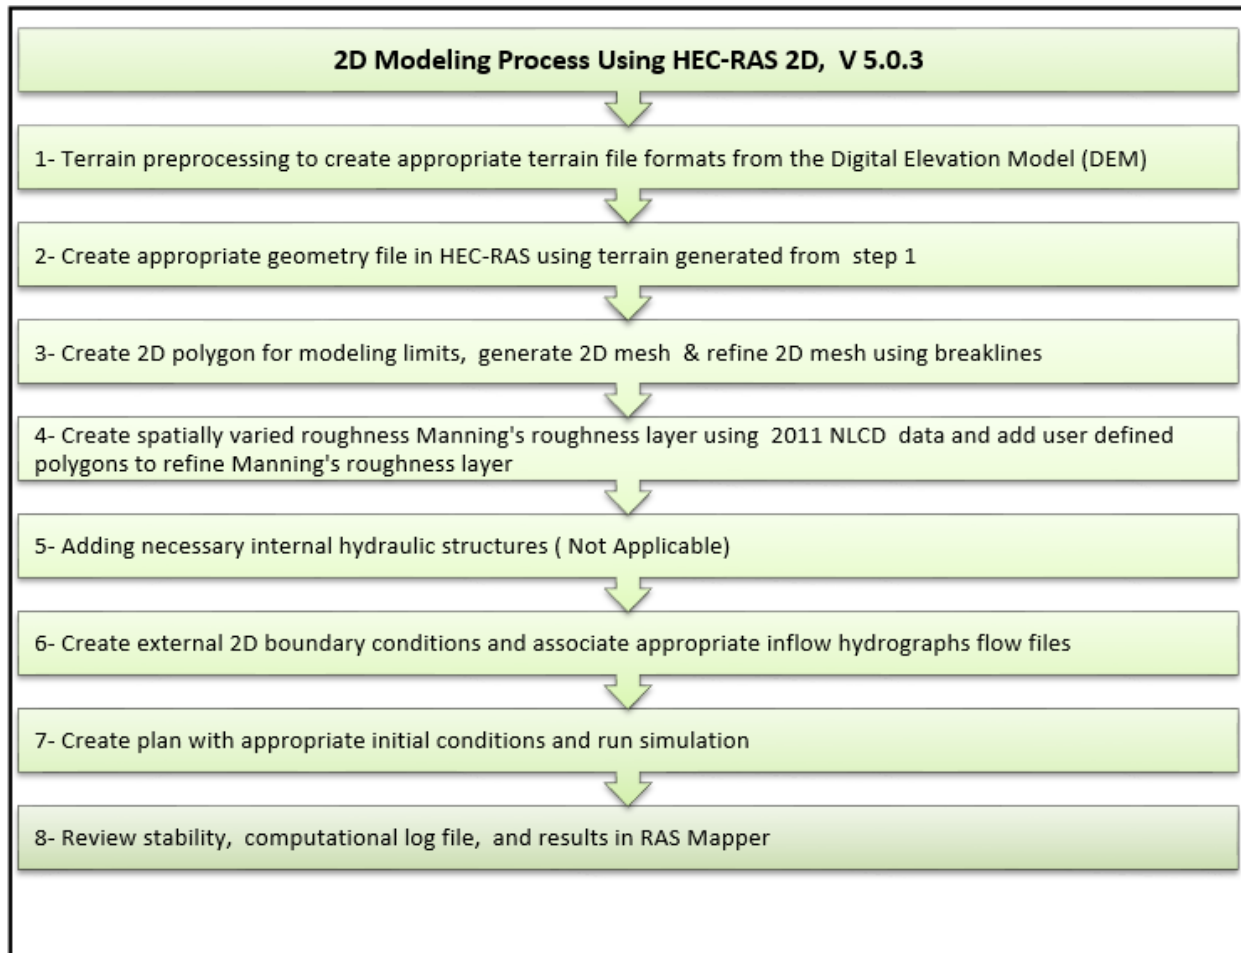 2D Modeling Process Using HEC-RAS 2D,  V 5.0.3
1- Terrain preprocessing to create appropriate terrain file formats from the Digital Elevation Model (DEM)
2- Create appropriate geometry file in HEC-RAS using terrain generated from  step 1
3- Create 2D polygon for modeling limits,  generate 2D mesh  & refine 2D mesh using breaklines
4- Create spatially varied roughness Manning's roughness layer using  2011 NLCD  data and add user defined
polygons to refine Manning's roughness layer
5- Adding necessary internal hydraulic structures ( Not Applicable)
6- Create external 2D boundary conditions and associate appropriate inflow hydrographs flow files
7- Create plan with appropriate initial conditions and run simulation
8- Review stability,  computational log file,  and results in RAS Mapper